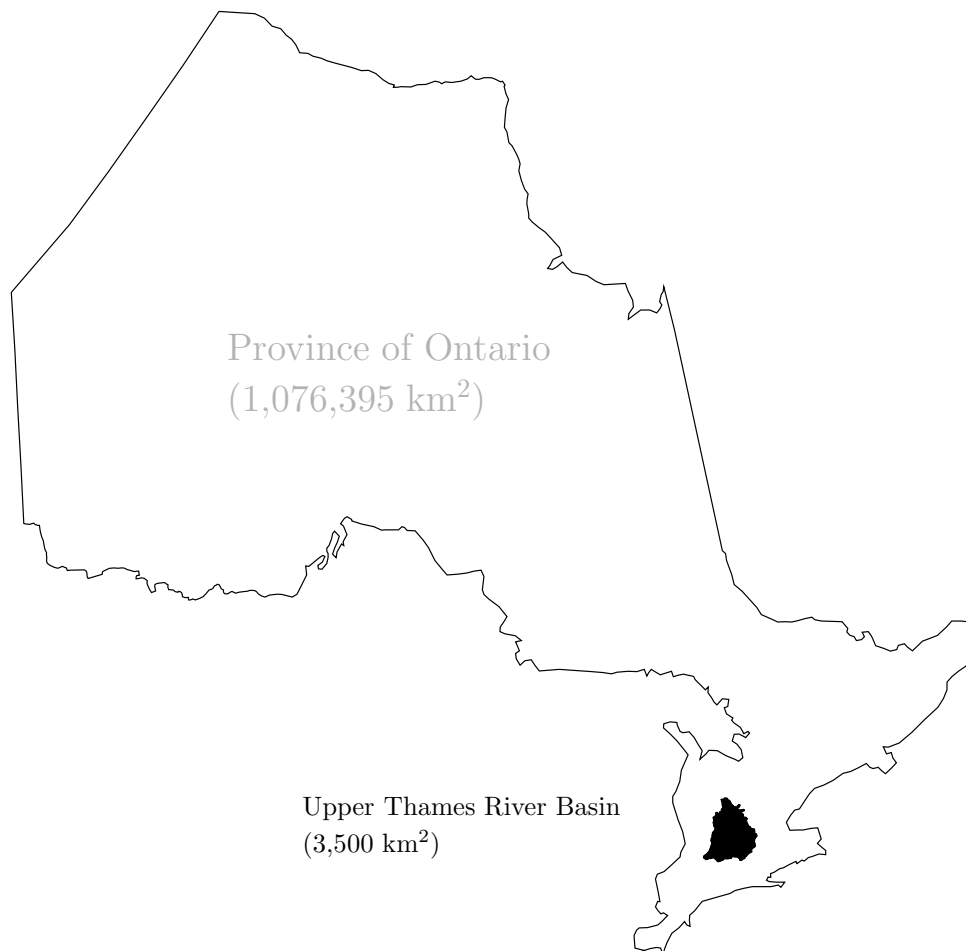 Province of Ontario
(1,076,395 km²)
Upper Thames River Basin
(3,500 km²)